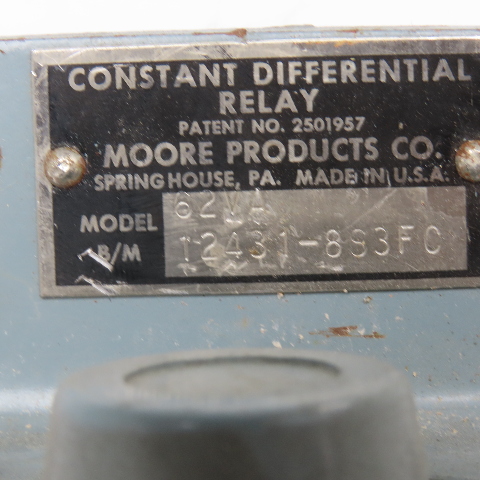 CONSTANT DIFFERENTIAL
RELAY
PATENT NO. 2501957
MOORE PRODUCTS CO.
SPRING HOUSE, PA. MADE IN U.S.A.
MODEL 62VA
B/M 12431-893FC